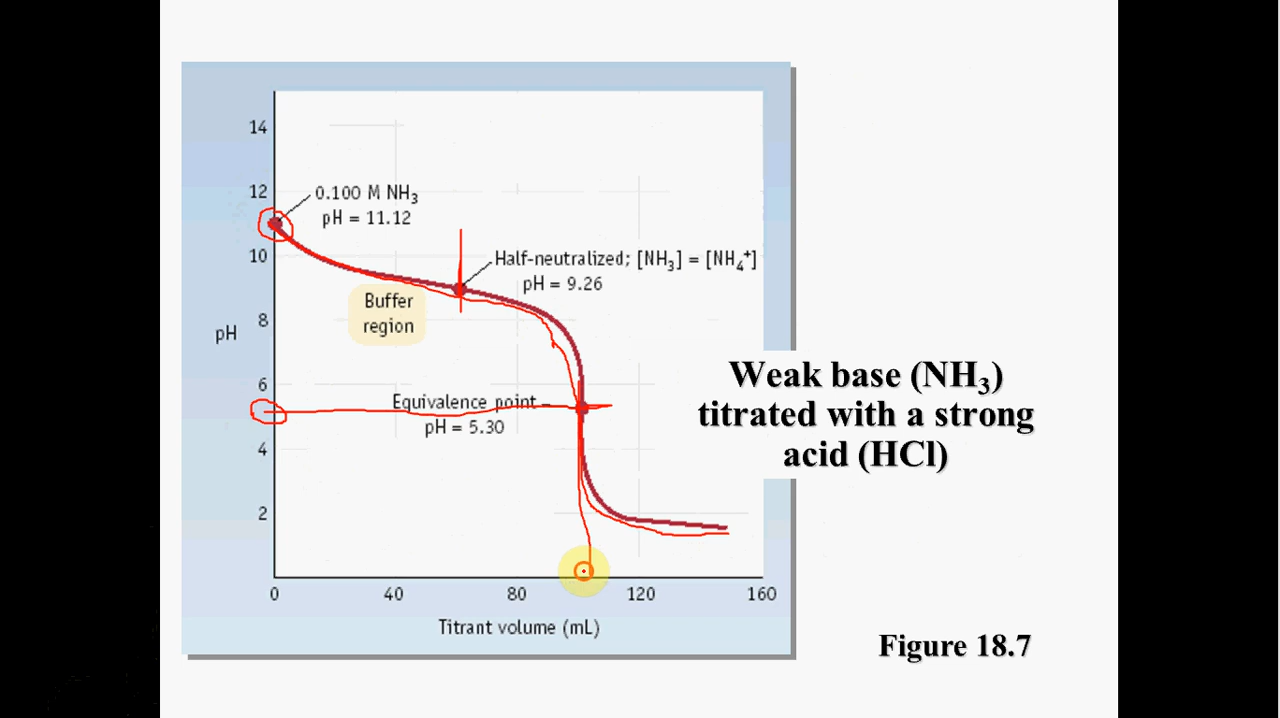 14
12
0.100 M NH₃
pH = 11.12
10
Half-neutralized; [NH₃] = [NH₄⁺]
pH = 9.26
Buffer
region
8
pH
6
Equivalence point
pH = 5.30
4
2
0 40 80 120 160
Titrant volume (mL)
Weak base (NH₃)
titrated with a strong
acid (HCl)
Figure 18.7